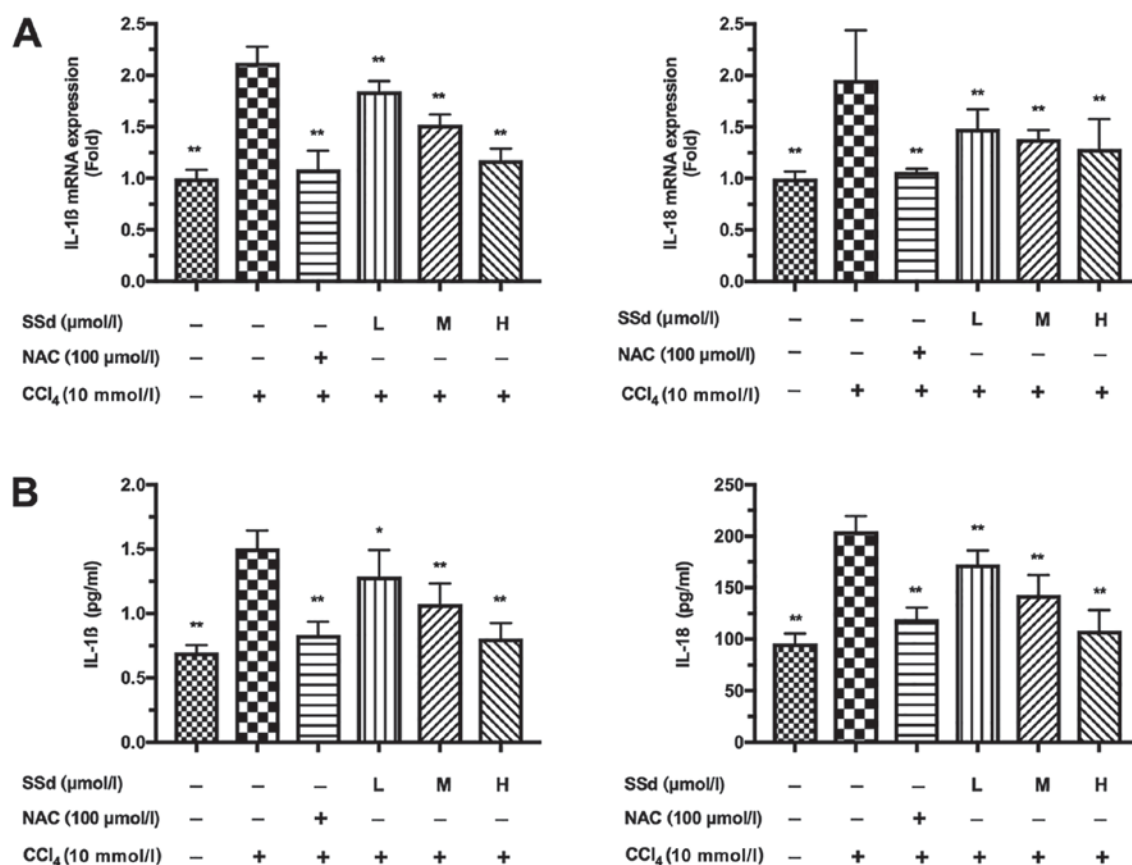 A
IL-1ß mRNA expression
(Fold)
2.5
2.0
1.5
1.0
0.5
0.0
** ** ** ** **
SSd (µmol/l) – – – L M H
NAC (100 µmol/l) – – + – – –
CCl₄ (10 mmol/l) – + + + + +
IL-18 mRNA expression
(Fold)
2.5
2.0
1.5
1.0
0.5
0.0
** ** ** ** **
SSd (µmol/l) – – – L M H
NAC (100 µmol/l) – – + – – –
CCl₄ (10 mmol/l) – + + + + +
B
IL-1ß (pg/ml)
2.0
1.5
1.0
0.5
0.0
** ** * ** **
SSd (µmol/l) – – – L M H
NAC (100 µmol/l) – – + – – –
CCl₄ (10 mmol/l) – + + + + +
IL-18 (pg/ml)
250
200
150
100
50
0
** ** ** ** **
SSd (µmol/l) – – – L M H
NAC (100 µmol/l) – – + – – –
CCl₄ (10 mmol/l) – + + + + +